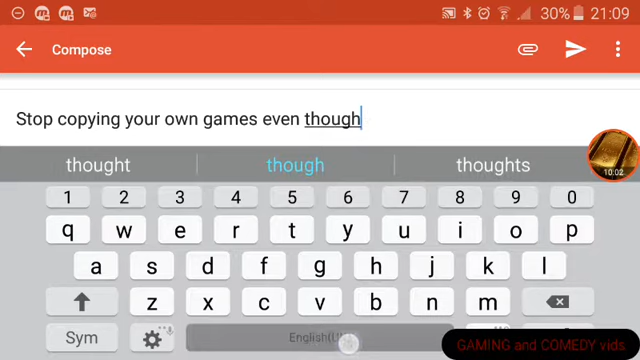 30% 21:09
Compose
Stop copying your own games even though
thought though thoughts
10:02
1 2 3 4 5 6 7 8 9 0
q w e r t y u i o p
a s d f g h j k l
z x c v b n m
Sym
GAMING and COMEDY vids